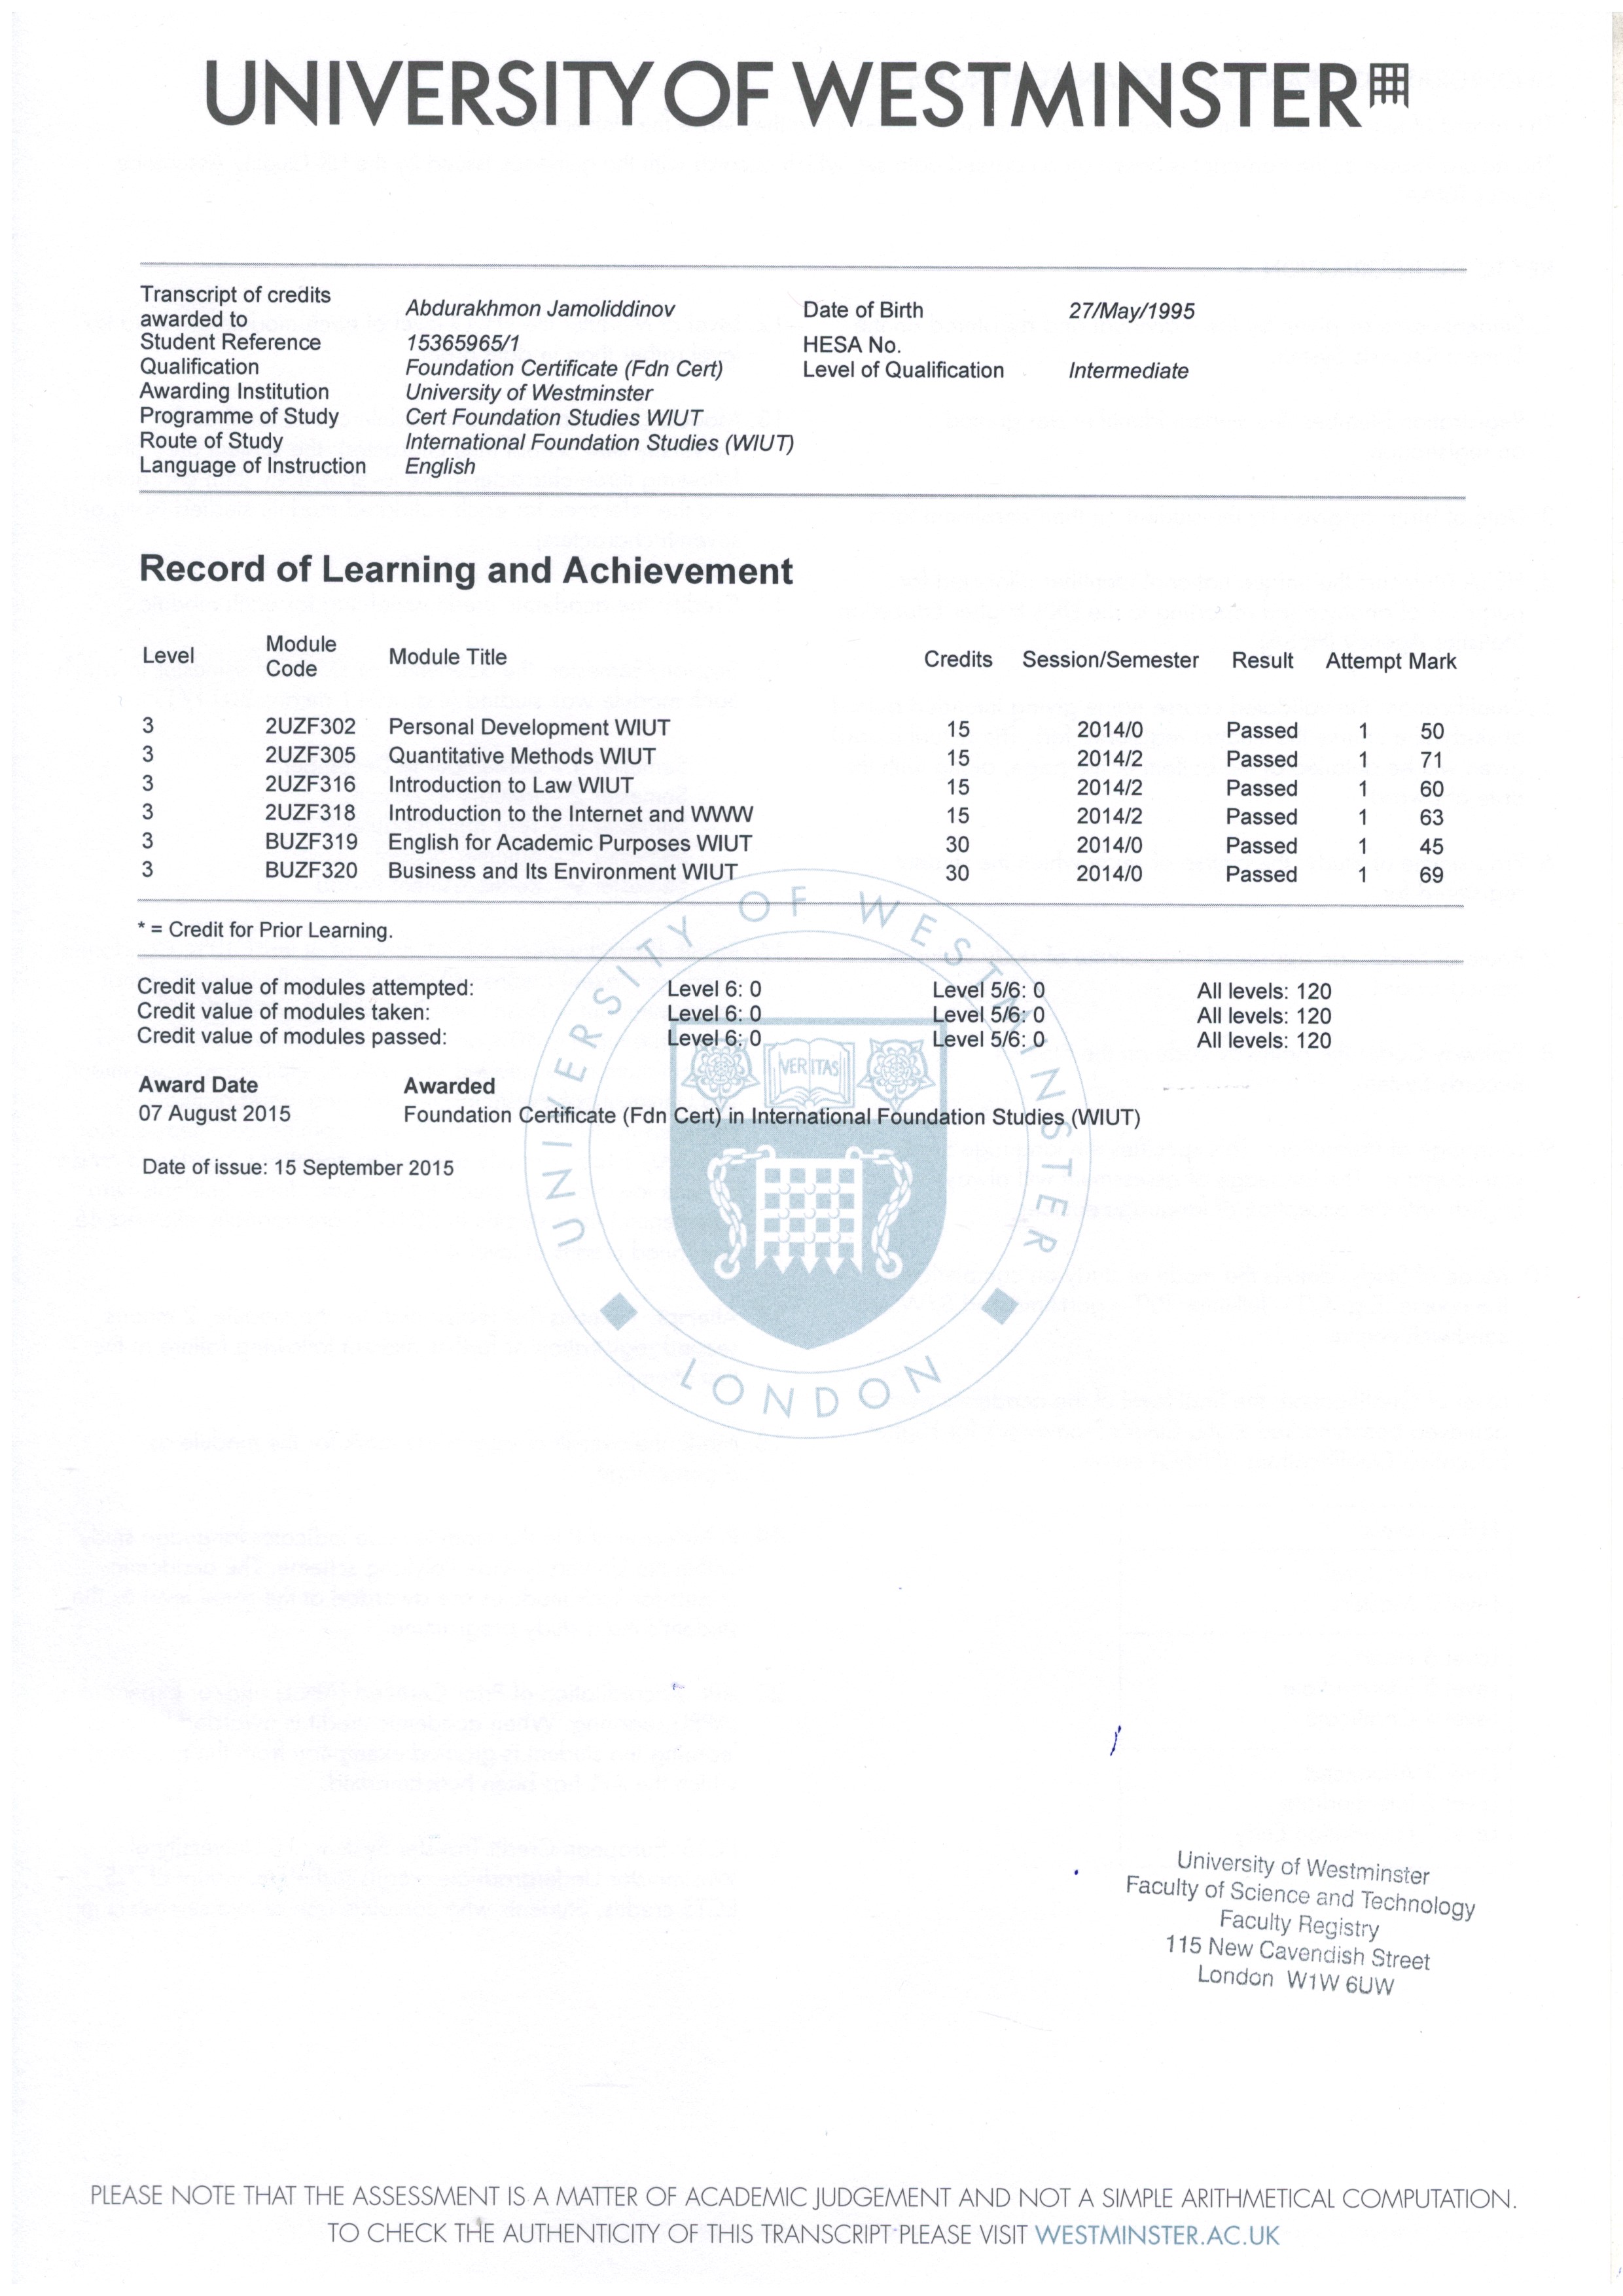 UNIVERSITY OF WESTMINSTER
Transcript of credits awarded to Abdurakhmon Jamoliddinov Date of Birth 27/May/1995
Student Reference 15365965/1 HESA No.
Qualification Foundation Certificate (Fdn Cert) Level of Qualification Intermediate
Awarding Institution University of Westminster
Programme of Study Cert Foundation Studies WIUT
Route of Study International Foundation Studies (WIUT)
Language of Instruction English
Record of Learning and Achievement
Level Module Code Module Title Credits Session/Semester Result Attempt Mark
3 2UZF302 Personal Development WIUT 15 2014/0 Passed 1 50
3 2UZF305 Quantitative Methods WIUT 15 2014/2 Passed 1 71
3 2UZF316 Introduction to Law WIUT 15 2014/2 Passed 1 60
3 2UZF318 Introduction to the Internet and WWW 15 2014/2 Passed 1 63
3 BUZF319 English for Academic Purposes WIUT 30 2014/0 Passed 1 45
3 BUZF320 Business and Its Environment WIUT 30 2014/0 Passed 1 69
* = Credit for Prior Learning.
Credit value of modules attempted: Level 6: 0 Level 5/6: 0 All levels: 120
Credit value of modules taken: Level 6: 0 Level 5/6: 0 All levels: 120
Credit value of modules passed: Level 6: 0 Level 5/6: 0 All levels: 120
Award Date Awarded
07 August 2015 Foundation Certificate (Fdn Cert) in International Foundation Studies (WIUT)
Date of issue: 15 September 2015
UNIVERSITY OF WESTMINSTER
VERITAS
LONDON
University of Westminster
Faculty of Science and Technology
Faculty Registry
115 New Cavendish Street
London W1W 6UW
PLEASE NOTE THAT THE ASSESSMENT IS A MATTER OF ACADEMIC JUDGEMENT AND NOT A SIMPLE ARITHMETICAL COMPUTATION.
TO CHECK THE AUTHENTICITY OF THIS TRANSCRIPT PLEASE VISIT WESTMINSTER.AC.UK